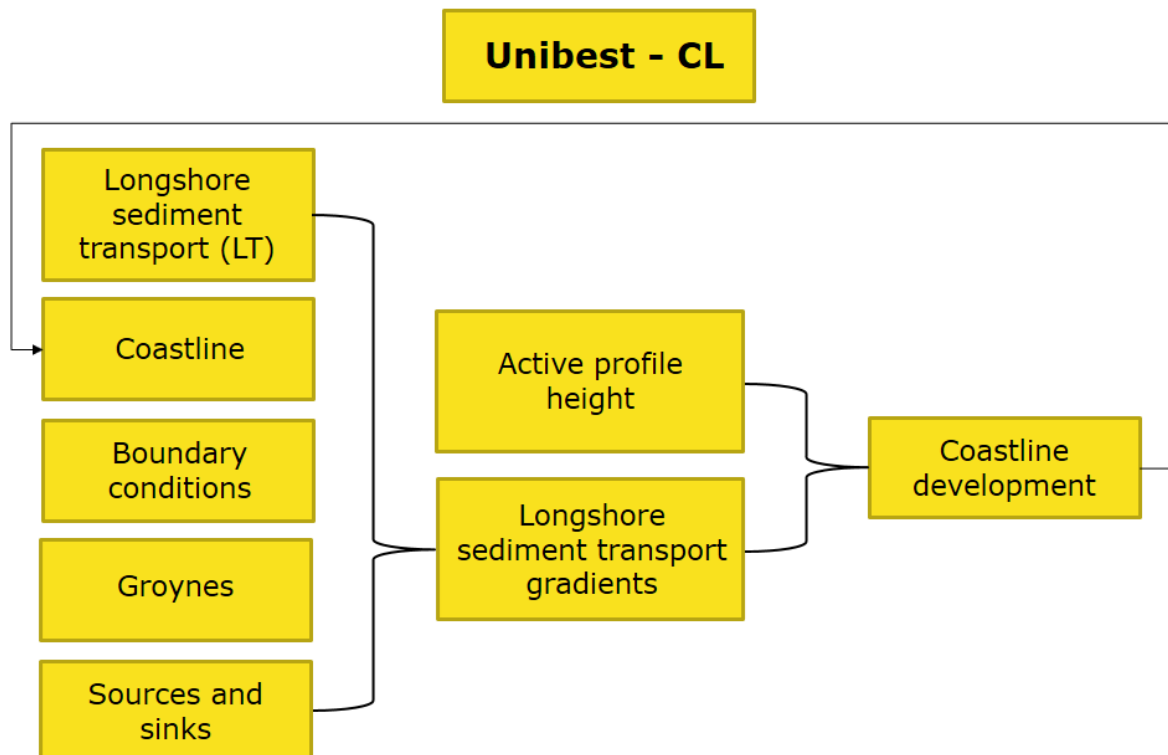 Unibest - CL
Longshore
sediment
transport (LT)
Coastline
Boundary
conditions
Groynes
Sources and
sinks
Active profile
height
Longshore
sediment transport
gradients
Coastline
development